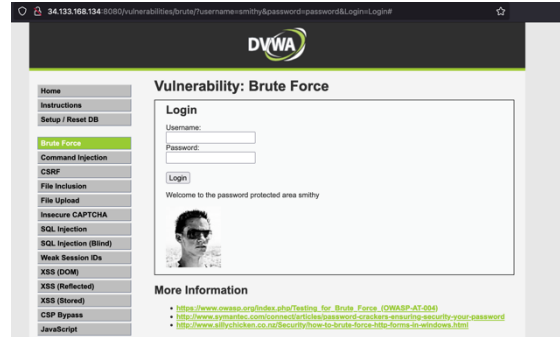 34.133.168.134:8080/vulnerabilities/brute/?username=smithy&password=password&Login=Login#
DVWA
Home
Instructions
Setup / Reset DB
Brute Force
Command Injection
CSRF
File Inclusion
File Upload
Insecure CAPTCHA
SQL Injection
SQL Injection (Blind)
Weak Session IDs
XSS (DOM)
XSS (Reflected)
XSS (Stored)
CSP Bypass
JavaScript
Vulnerability: Brute Force
Login
Username:
Password:
Login
Welcome to the password protected area smithy
More Information
https://www.owasp.org/index.php/Testing_for_Brute_Force_(OWASP-AT-004)
http://www.symantec.com/connect/articles/password-crackers-ensuring-security-your-password
http://www.sillychicken.co.nz/Security/how-to-brute-force-http-forms-in-windows.html